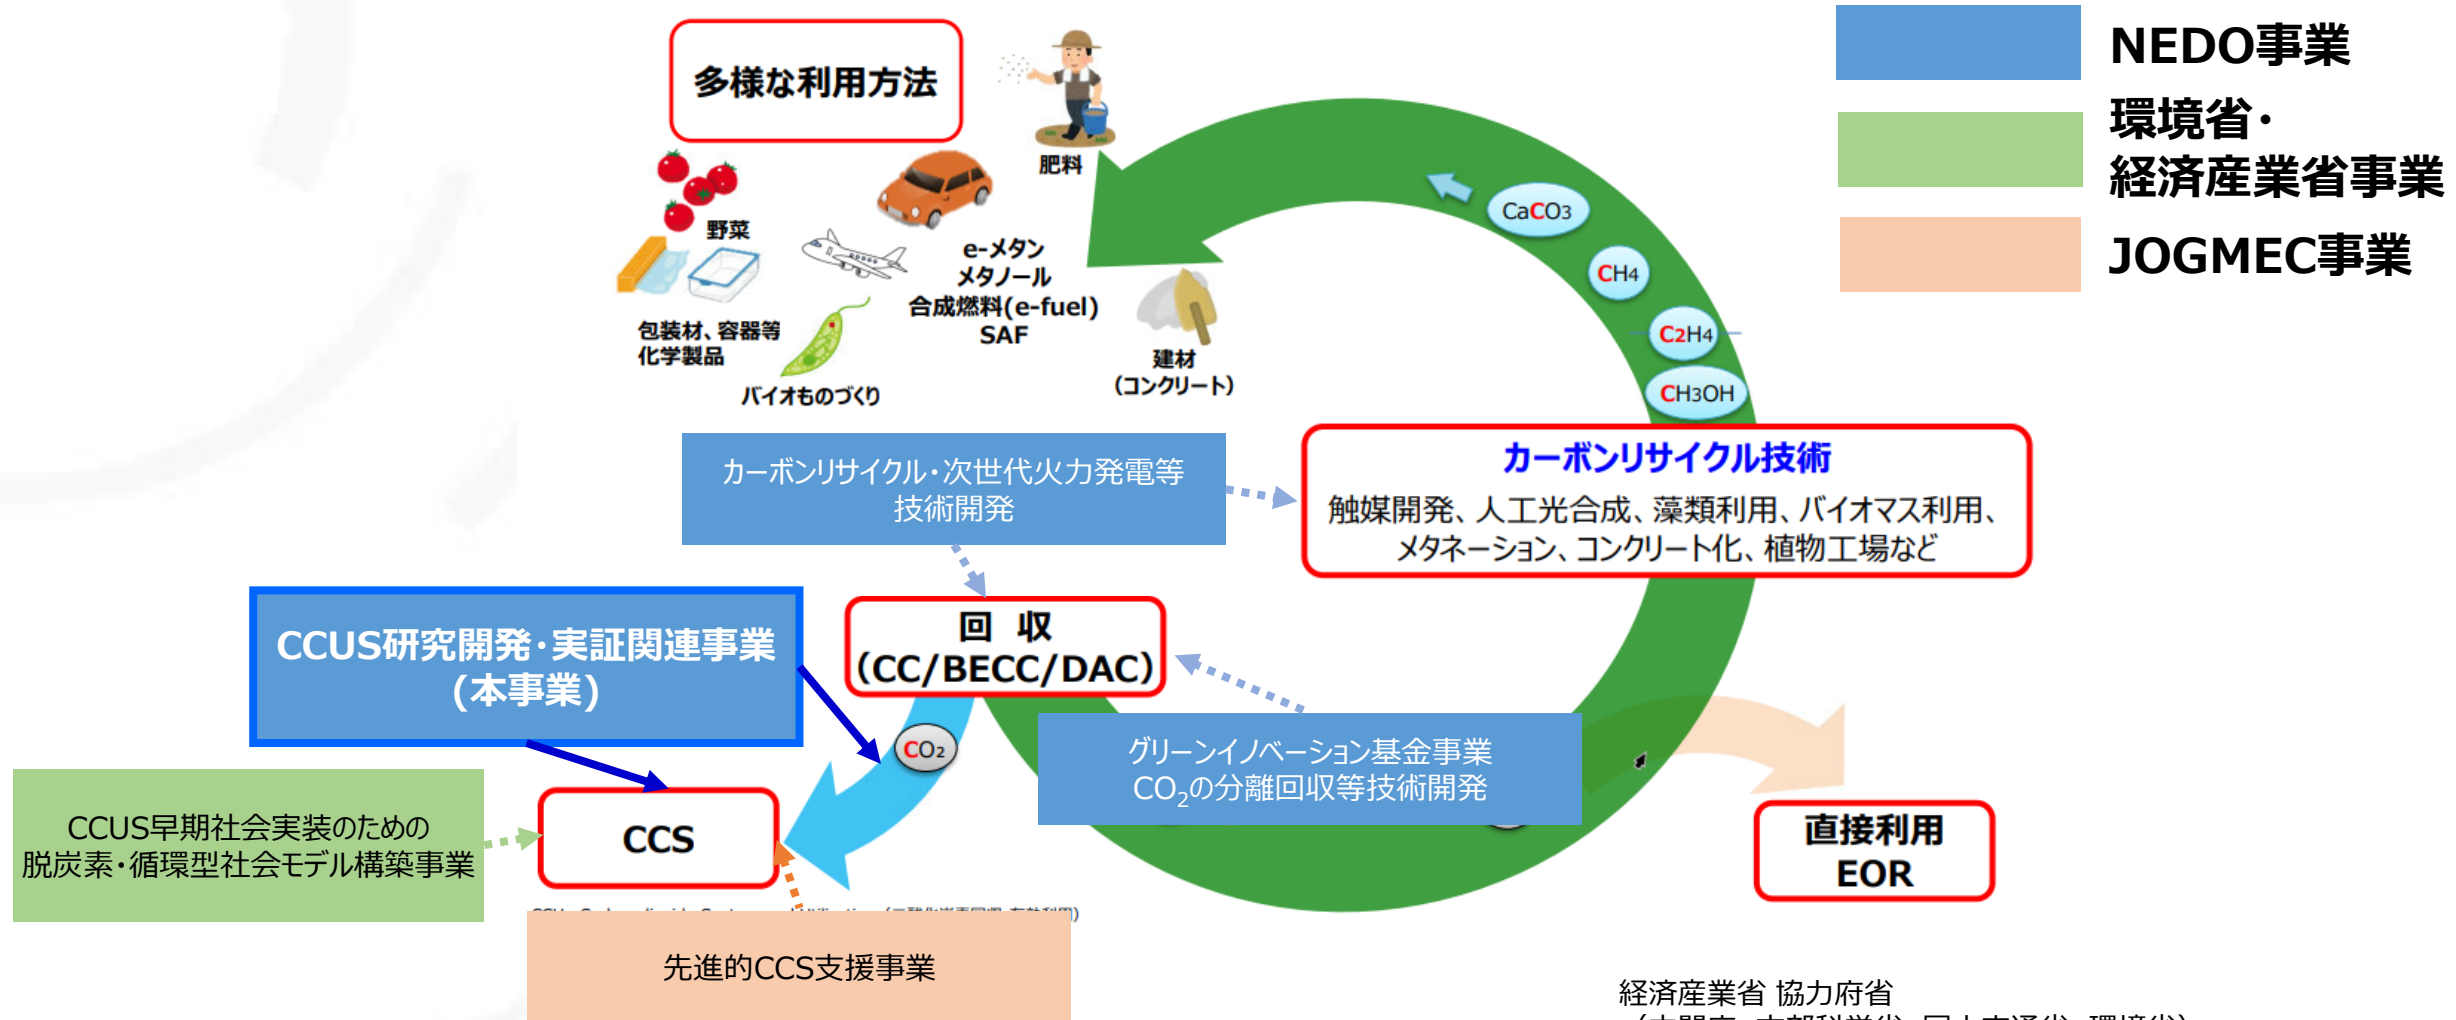 多様な利用方法
肥料
野菜
e-メタン
メタノール
合成燃料(e-fuel)
SAF
包装材、容器等
化学製品
バイオものづくり
建材
(コンクリート)
NEDO事業
環境省・
経済産業省事業
JOGMEC事業
CaCO3
CH4
C2H4
CH3OH
カーボンリサイクル・次世代火力発電等
技術開発
カーボンリサイクル技術
触媒開発、人工光合成、藻類利用、バイオマス利用、
メタネーション、コンクリート化、植物工場など
回 収
(CC/BECC/DAC)
CCUS研究開発・実証関連事業
(本事業)
CO2
グリーンイノベーション基金事業
CO2の分離回収等技術開発
CCUS早期社会実装のための
脱炭素・循環型社会モデル構築事業
CCS
直接利用
EOR
先進的CCS支援事業
経済産業省 協力府省